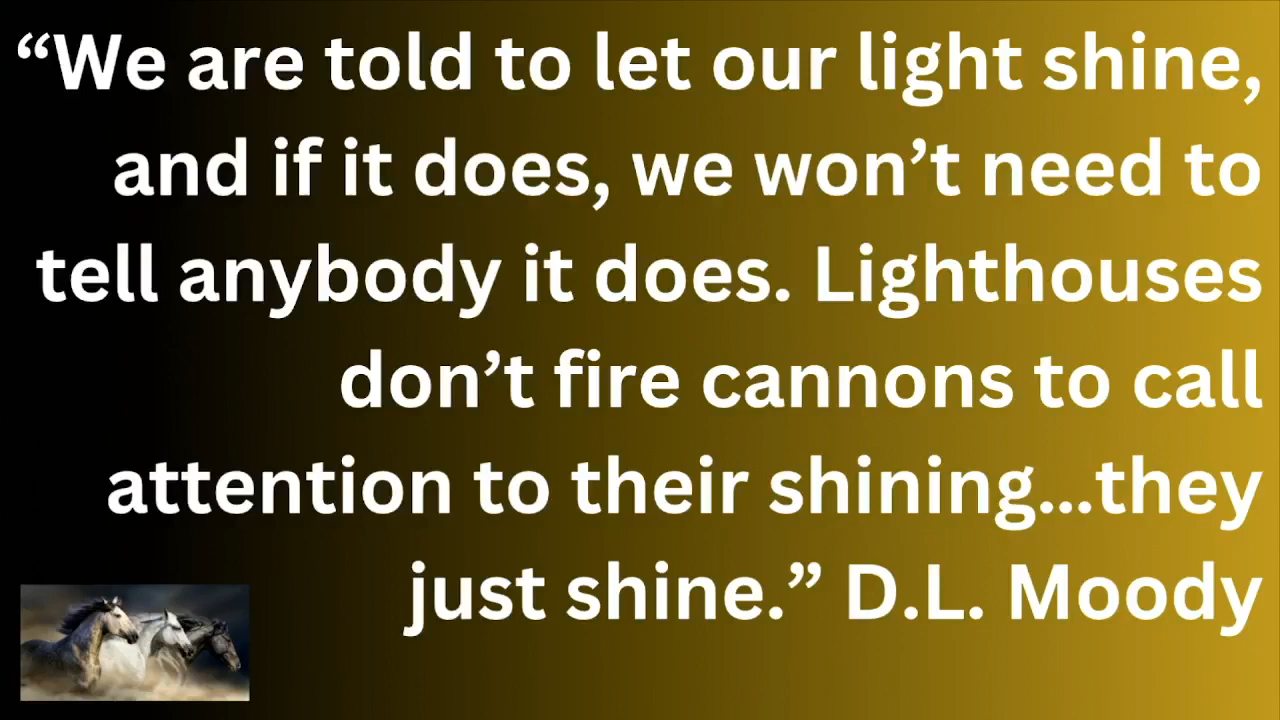 “We are told to let our light shine,
and if it does, we won’t need to
tell anybody it does. Lighthouses
don’t fire cannons to call
attention to their shining...they
just shine.” D.L. Moody